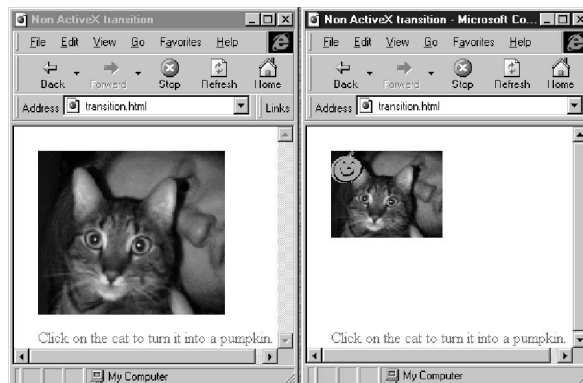 Non ActiveX transition
File Edit View Go Favorites Help
Back Forward Stop Refresh Home
Address transition.html Links
Click on the cat to turn it into a pumpkin.
My Computer
Non ActiveX transition - Microsoft Co...
File Edit View Go Favorites Help
Back Forward Stop Refresh Home
Address transition.html
Click on the cat to turn it into a pumpkin.
My Computer